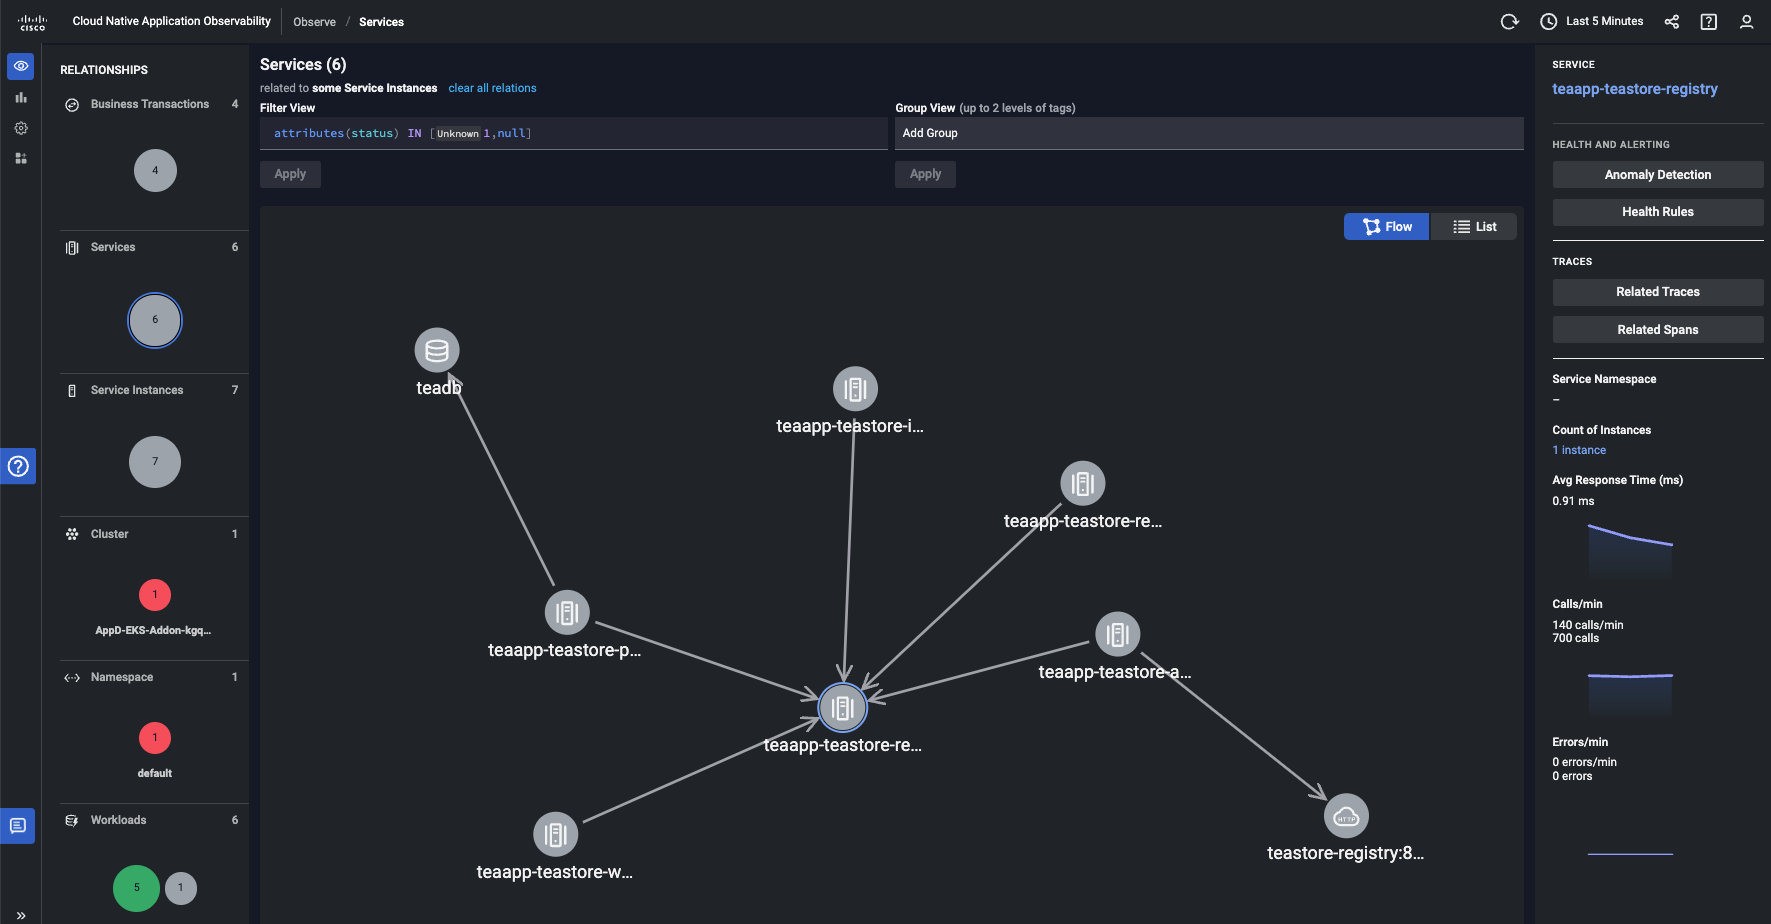 CISCO
Cloud Native Application Observability
Observe / Services
Last 5 Minutes
RELATIONSHIPS
Business Transactions 4
4
Services 6
6
Service Instances 7
7
Cluster 1
1
AppD-EKS-Addon-kgq...
Namespace 1
1
default
Workloads 6
5
1
Services (6)
related to some Service Instances clear all relations
Filter View
attributes(status) IN [Unknown 1,null]
Apply
Group View (up to 2 levels of tags)
Add Group
Apply
Flow
List
teadb
teaapp-teastore-i...
teaapp-teastore-re...
teaapp-teastore-p...
teaapp-teastore-a...
teaapp-teastore-re...
HTTP
teastore-registry:8...
teaapp-teastore-w...
SERVICE
teaapp-teastore-registry
HEALTH AND ALERTING
Anomaly Detection
Health Rules
TRACES
Related Traces
Related Spans
Service Namespace
–
Count of Instances
1 instance
Avg Response Time (ms)
0.91 ms
Calls/min
140 calls/min
700 calls
Errors/min
0 errors/min
0 errors